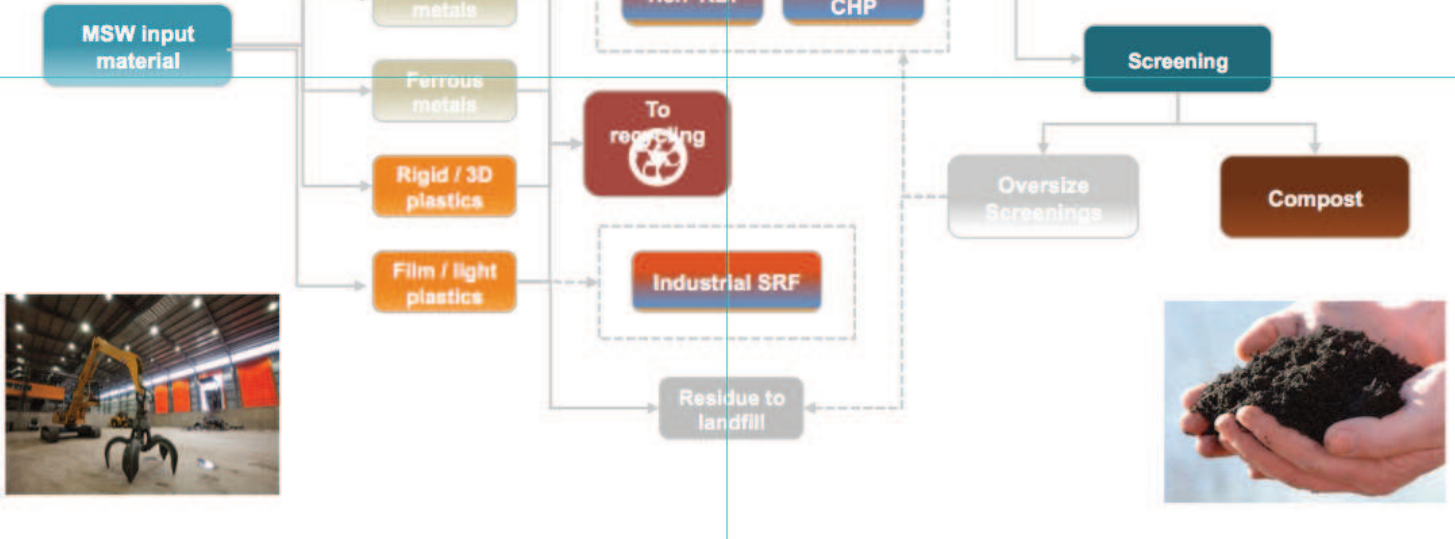 metals
CHP
MSW input
material
Screening
Ferrous
metals
To
recycling
Rigid / 3D
plastics
Oversize
Screenings
Compost
Film / light
plastics
Industrial SRF
Residue to
landfill